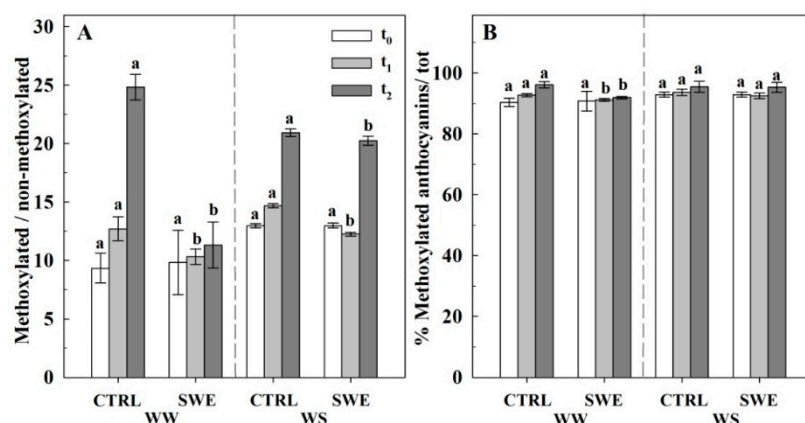 A
Methoxylated / non-methoxylated
30
25
20
15
10
5
0
t0
t1
t2
a a a
a b b
a a a
a b b
CTRL SWE CTRL SWE
WW WS
B
% Methoxylated anthocyanins/ tot
100
80
60
40
20
0
a a a
a b b
a a a
a a a
CTRL SWE CTRL SWE
WW WS